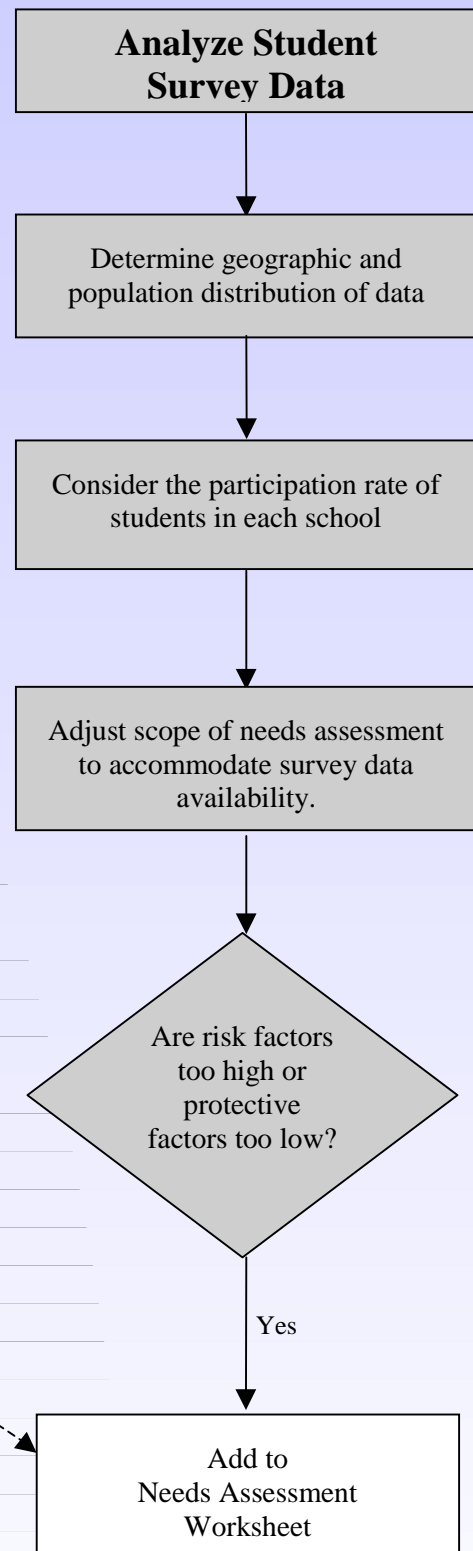 Analyze Student
Survey Data
Determine geographic and
population distribution of data
Consider the participation rate of
students in each school
Adjust scope of needs assessment
to accommodate survey data
availability.
Are risk factors
too high or
protective
factors too low?
Yes
Add to
Needs Assessment
Worksheet